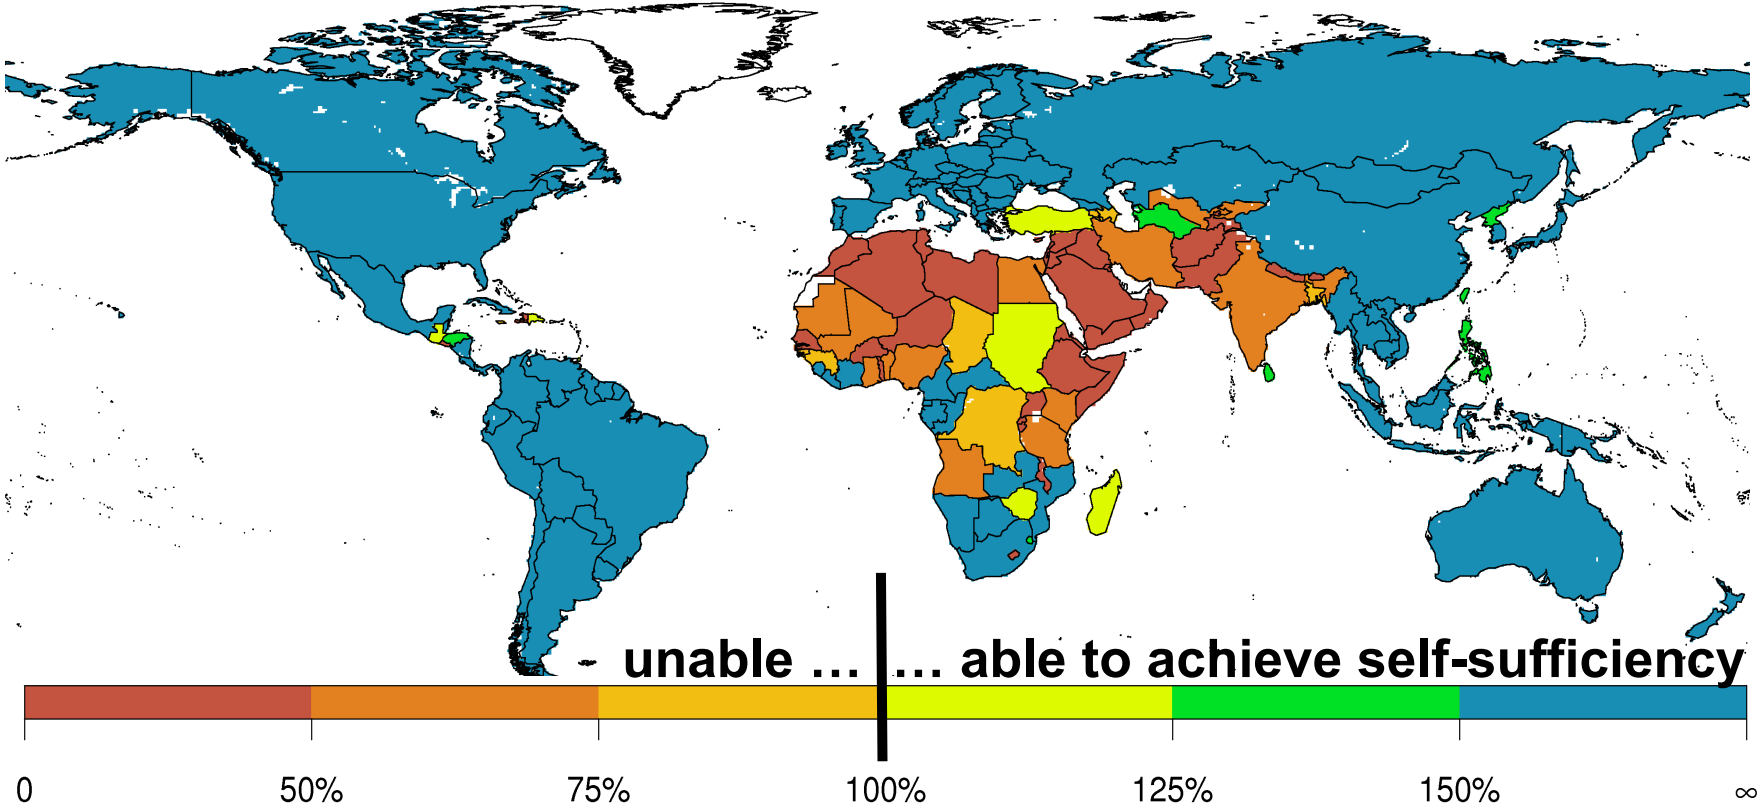 unable ... ... able to achieve self-sufficiency
0 50% 75% 100% 125% 150% ∞